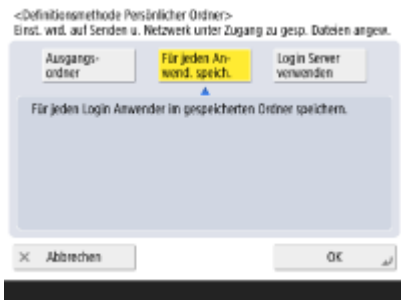 <Definitionsmethode Persönlicher Ordner>
Einst. wrd. auf Senden u. Netzwerk unter Zugang zu gesp. Dateien angew.
Ausgangs-
ordner
Für jeden An-
wend. speich.
Login Server
verwenden
Für jeden Login Anwender im gespeicherten Ordner speichern.
× Abbrechen
OK